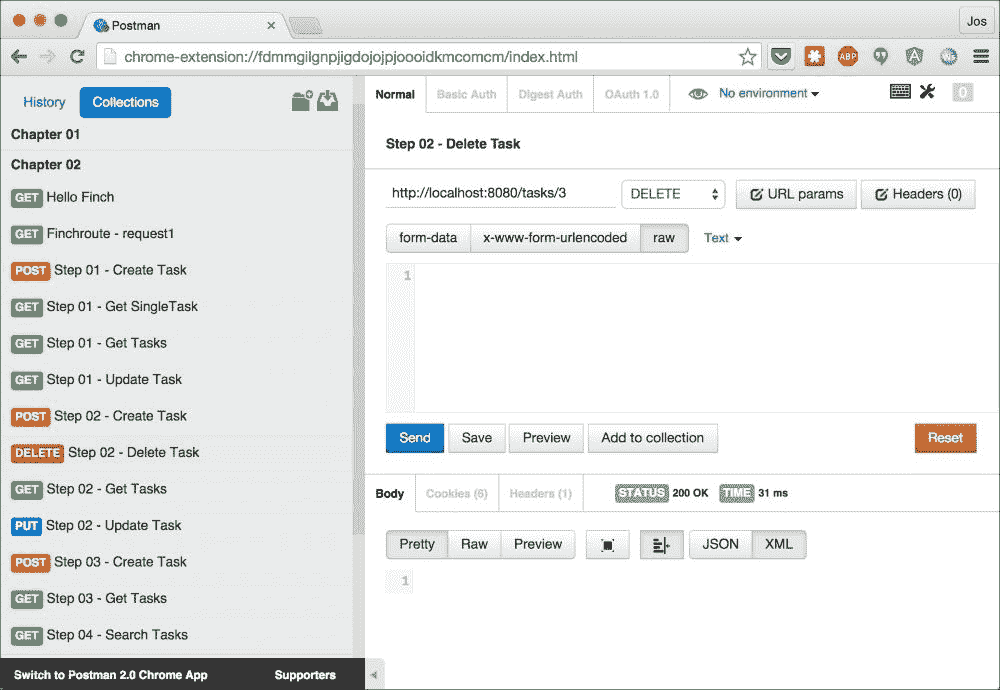 Postman
Jos
chrome-extension://fdmmgilgnpjigdojojpjoooidkmcomcm/index.html
ABP
History Collections
Chapter 01
Chapter 02
GET Hello Finch
GET Finchroute - request1
POST Step 01 - Create Task
GET Step 01 - Get SingleTask
GET Step 01 - Get Tasks
GET Step 01 - Update Task
POST Step 02 - Create Task
DELETE Step 02 - Delete Task
GET Step 02 - Get Tasks
PUT Step 02 - Update Task
POST Step 03 - Create Task
GET Step 03 - Get Tasks
GET Step 04 - Search Tasks
Switch to Postman 2.0 Chrome App Supporters
Normal Basic Auth Digest Auth OAuth 1.0 No environment 0
Step 02 - Delete Task
http://localhost:8080/tasks/3 DELETE URL params Headers (0)
form-data x-www-form-urlencoded raw Text
1
Send Save Preview Add to collection Reset
Body Cookies (6) Headers (1) STATUS 200 OK TIME 31 ms
Pretty Raw Preview JSON XML
1